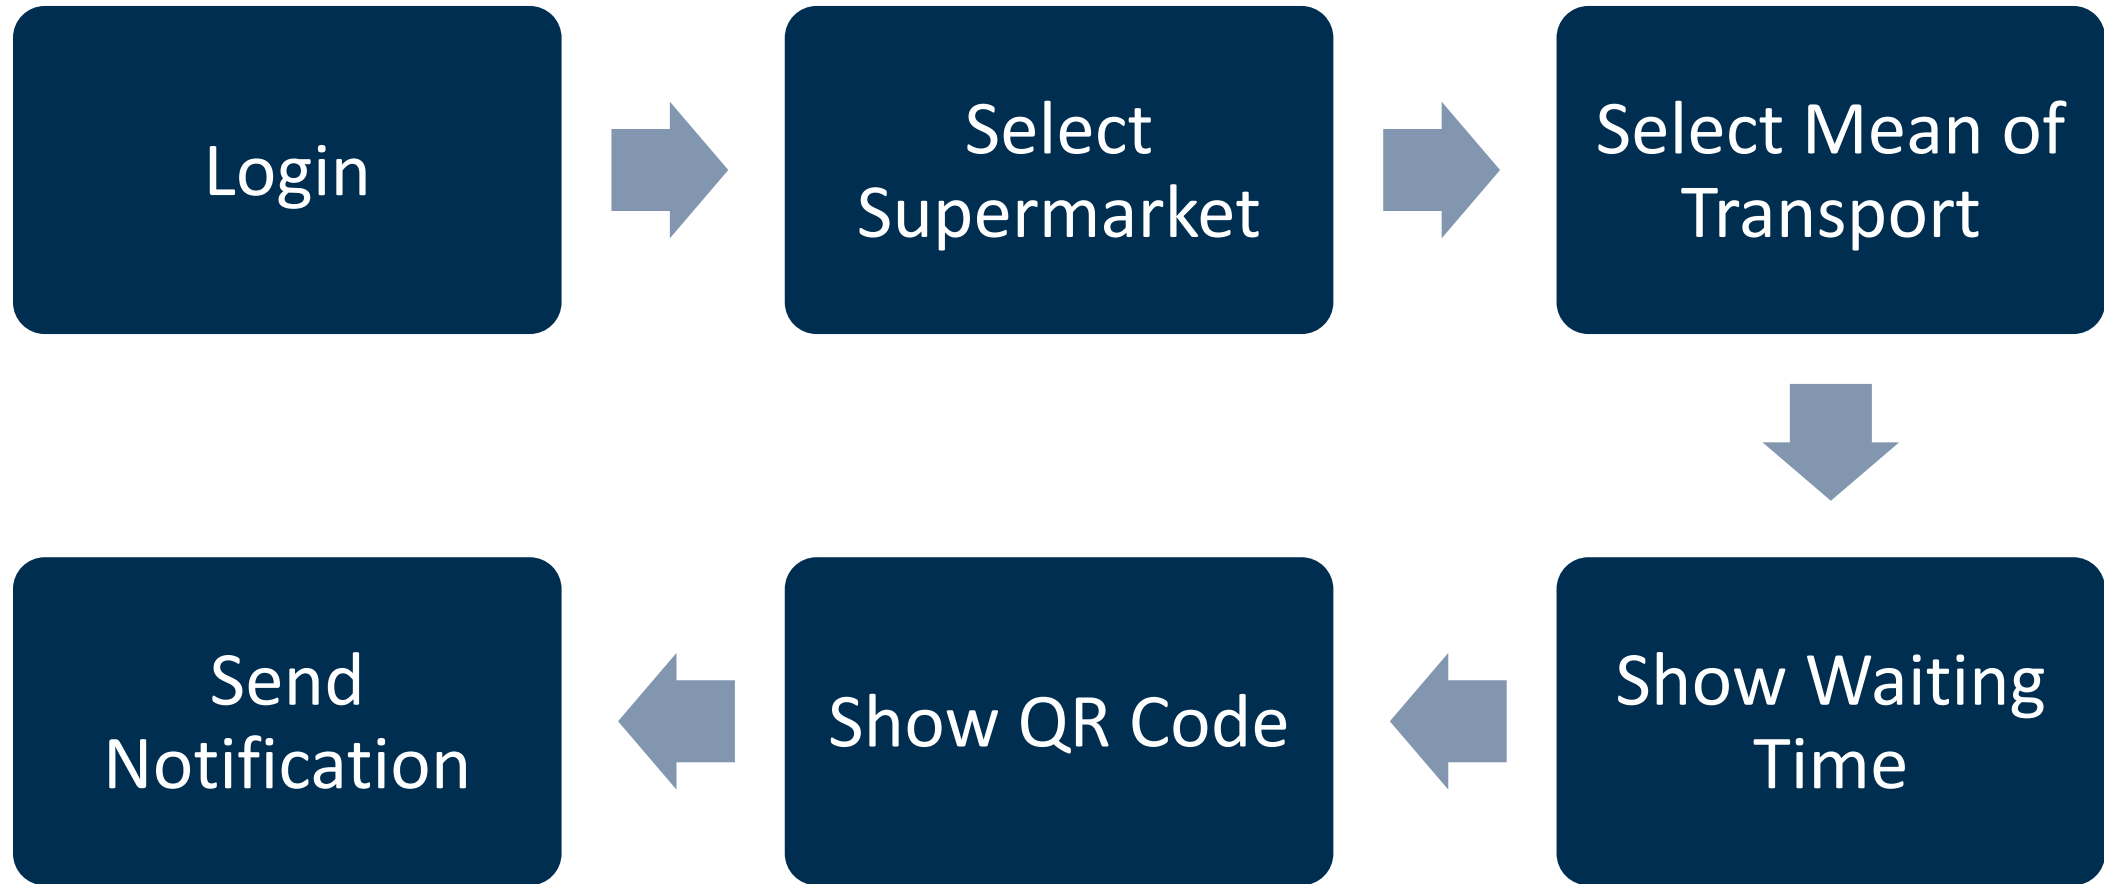 Login
Select
Supermarket
Select Mean of
Transport
Show Waiting
Time
Show QR Code
Send
Notification